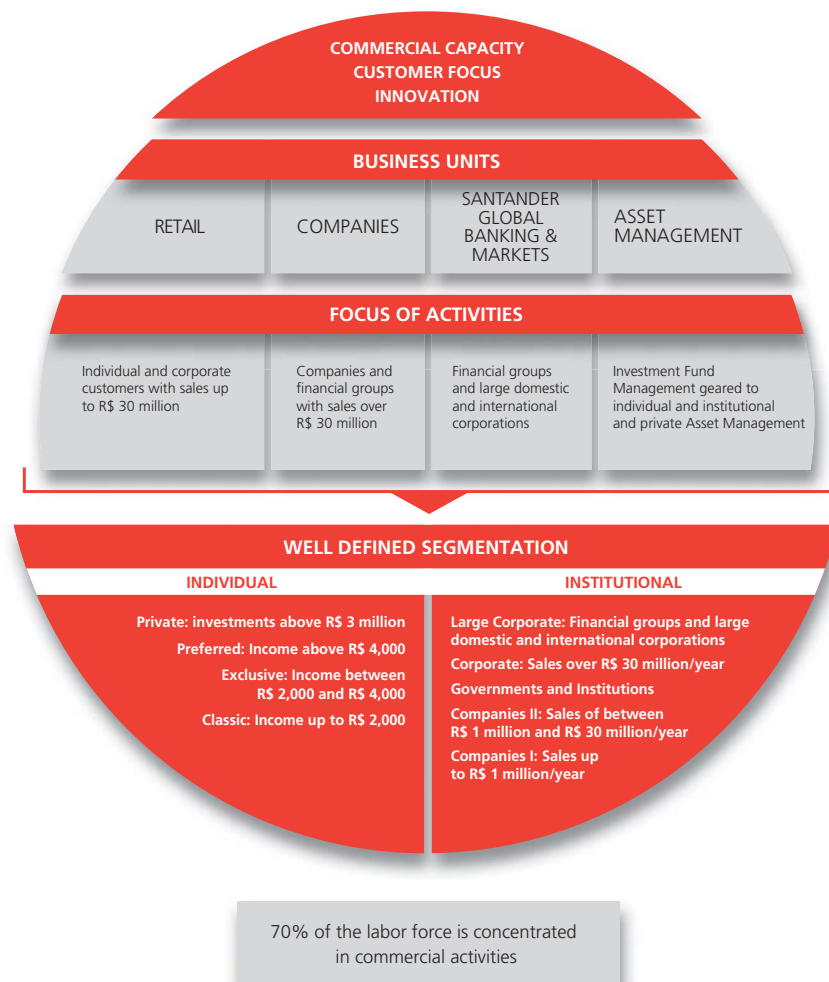 COMMERCIAL CAPACITY
CUSTOMER FOCUS
INNOVATION
BUSINESS UNITS
RETAIL
COMPANIES
SANTANDER
GLOBAL
BANKING &
MARKETS
ASSET
MANAGEMENT
FOCUS OF ACTIVITIES
Individual and corporate
customers with sales up
to R$ 30 million
Companies and
financial groups
with sales over
R$ 30 million
Financial groups
and large domestic
and international
corporations
Investment Fund
Management geared to
individual and institutional
and private Asset Management
WELL DEFINED SEGMENTATION
INDIVIDUAL
Private: investments above R$ 3 million
Preferred: Income above R$ 4,000
Exclusive: Income between
R$ 2,000 and R$ 4,000
Classic: Income up to R$ 2,000
INSTITUTIONAL
Large Corporate: Financial groups and large
domestic and international corporations
Corporate: Sales over R$ 30 million/year
Governments and Institutions
Companies II: Sales of between
R$ 1 million and R$ 30 million/year
Companies I: Sales up
to R$ 1 million/year
70% of the labor force is concentrated
in commercial activities